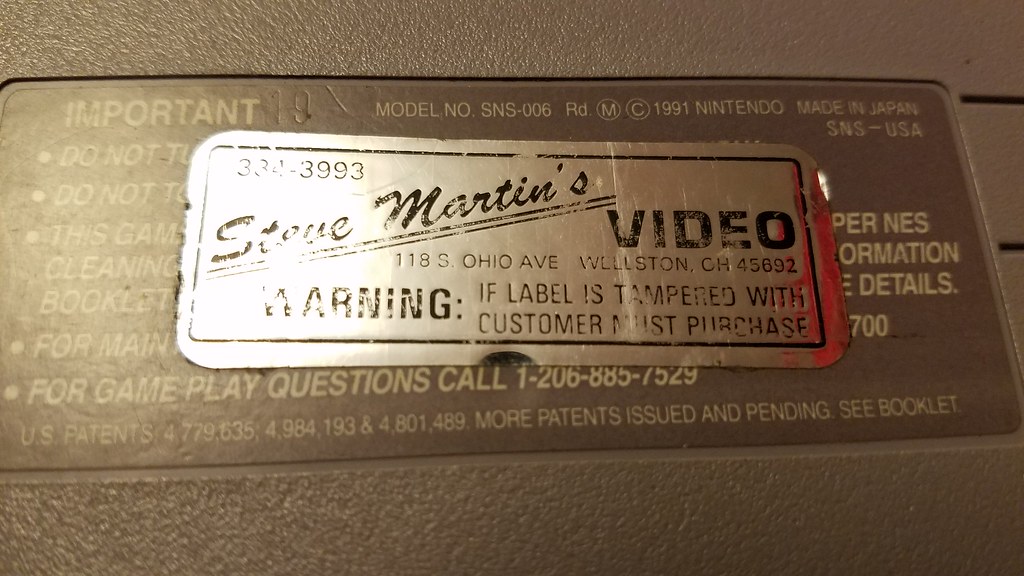 IMPORTANT 19 MODEL NO. SNS-006 Rd. Ⓜ © 1991 NINTENDO MADE IN JAPAN
SNS-USA
• DO NOT
• DO NOT
• THIS GAM
PER NES
CLEANING
ORMATION
BOOKLET
E DETAILS.
• FOR MAIN
700
334-3993
Steve Martin's
VIDEO
118 S. OHIO AVE WELLSTON, OH 45692
WARNING: IF LABEL IS TAMPERED WITH
CUSTOMER MUST PURCHASE
• FOR GAME PLAY QUESTIONS CALL 1-206-885-7529
U.S. PATENTS 4,779,635; 4,984,193 & 4,801,489. MORE PATENTS ISSUED AND PENDING. SEE BOOKLET.